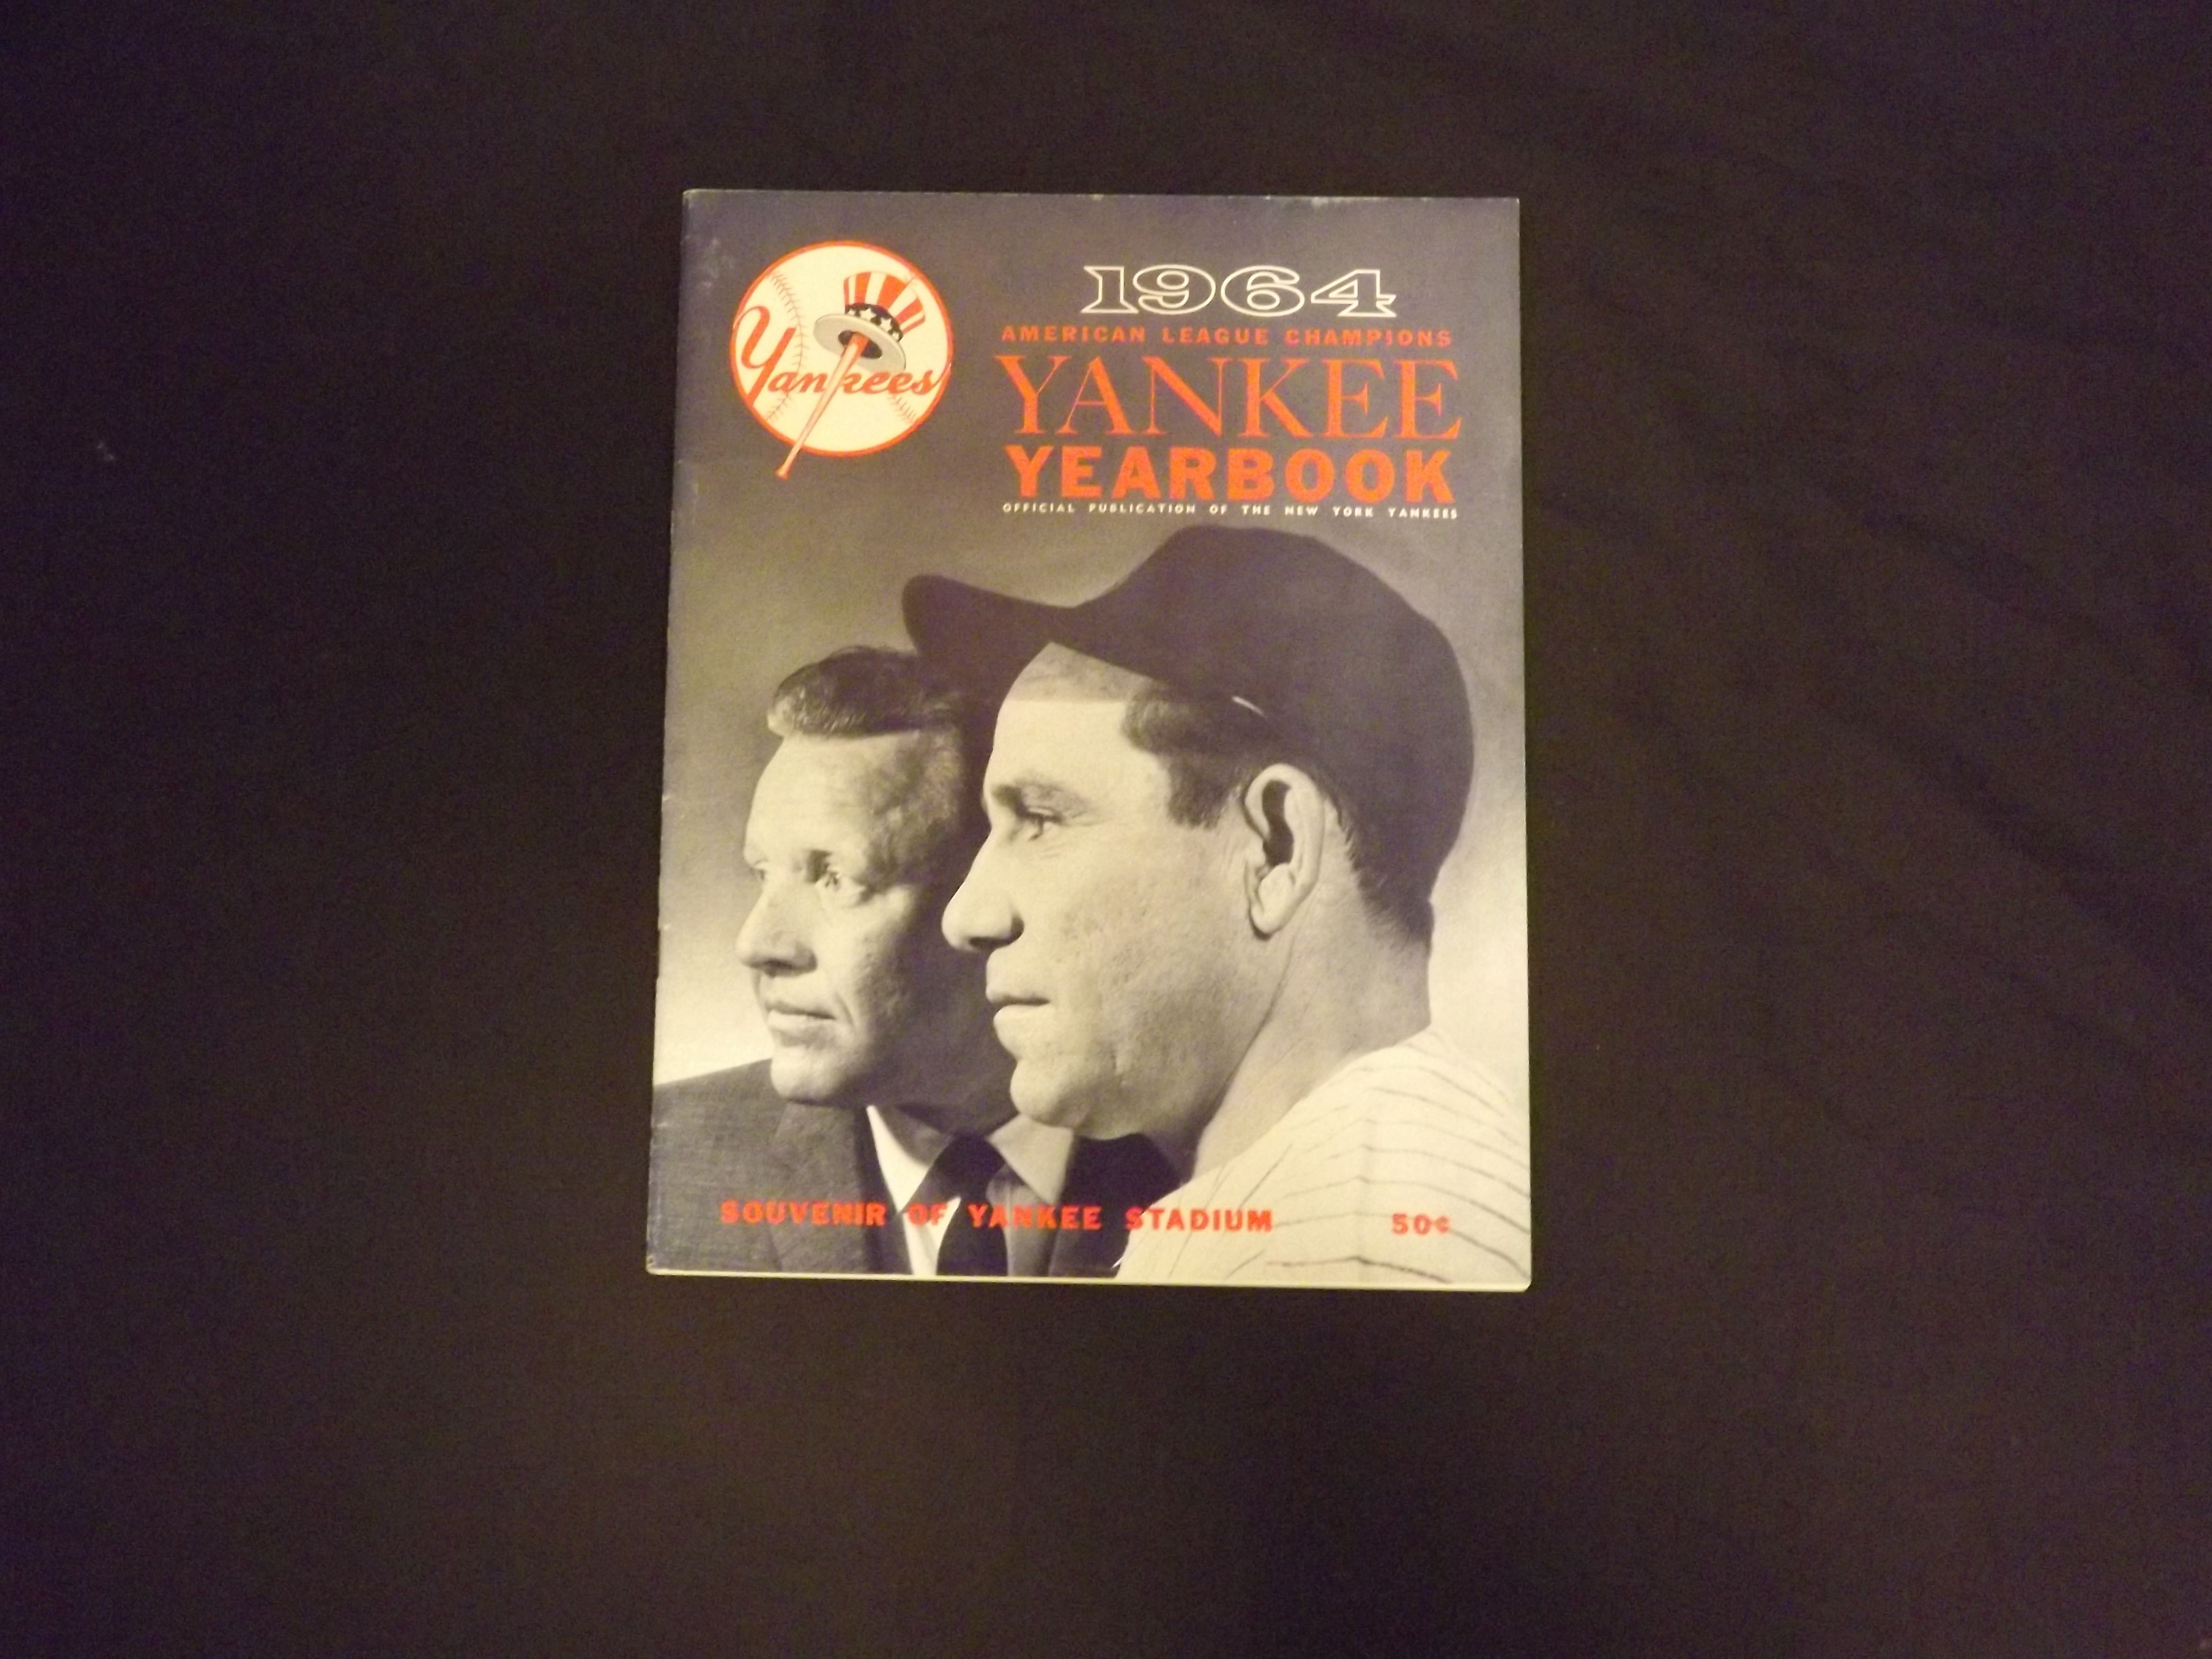 Yankees
1964
AMERICAN LEAGUE CHAMPIONS
YANKEE
YEARBOOK
OFFICIAL PUBLICATION OF THE NEW YORK YANKEES
SOUVENIR OF YANKEE STADIUM 50¢